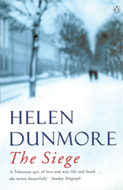 HELEN
DUNMORE
The Siege
'A Tolstoyan epic of love and war, life and death . . .
she writes beautifully' Sunday Telegraph